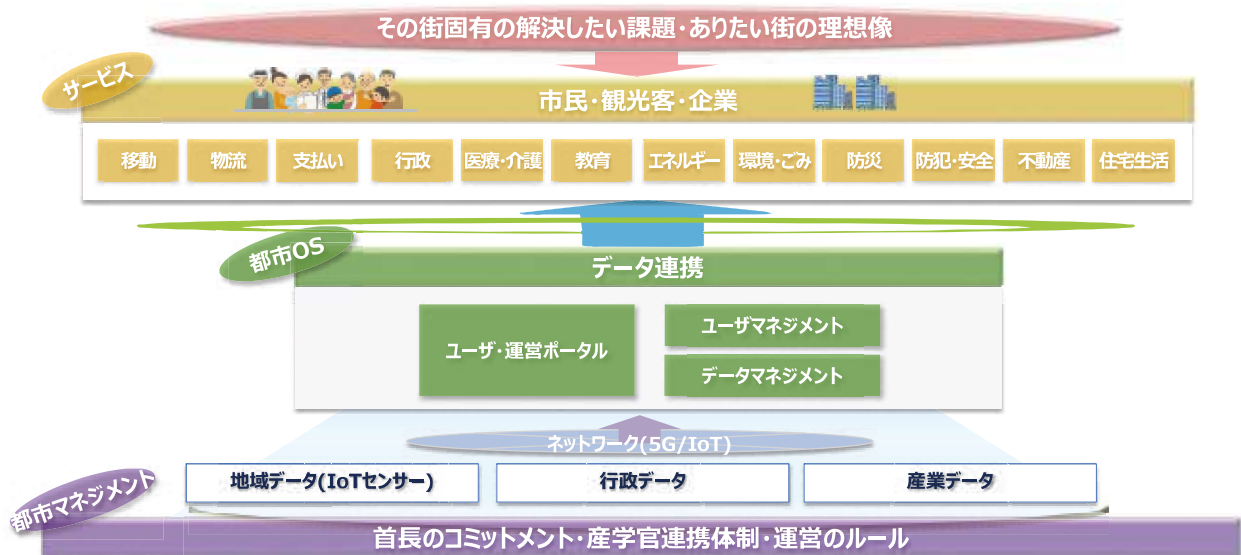 その街固有の解決したい課題・ありたい街の理想像
サービス
市民・観光客・企業
移動
物流
支払い
行政
医療・介護
教育
エネルギー
環境・ごみ
防災
防犯・安全
不動産
住宅生活
都市OS
データ連携
ユーザ・運営ポータル
ユーザマネジメント
データマネジメント
ネットワーク(5G/IoT)
地域データ(IoTセンサー)
行政データ
産業データ
都市マネジメント
首長のコミットメント・産学官連携体制・運営のルール